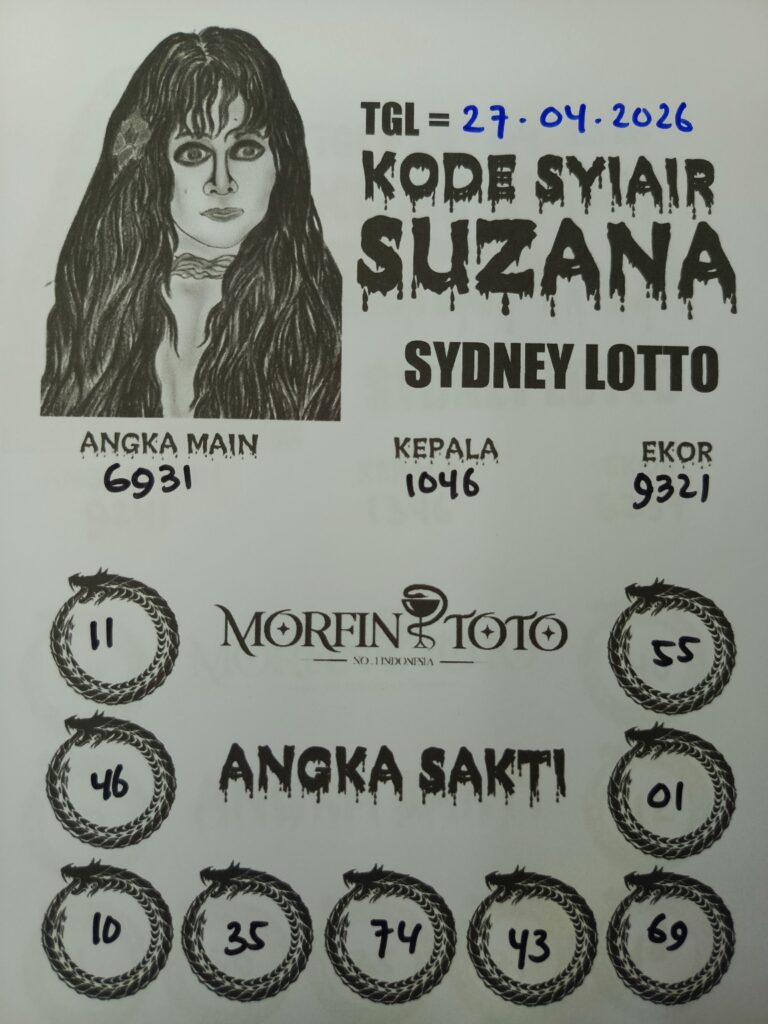 TGL = 27.04.2026
KODE SYIAIR
SUZANA
SYDNEY LOTTO
ANGKA MAIN KEPALA EKOR
6931 1046 9321
11 MORFIN TOTO 55
NO.1 INDONESIA
46 ANGKA SAKTI 01
10 35 74 43 69